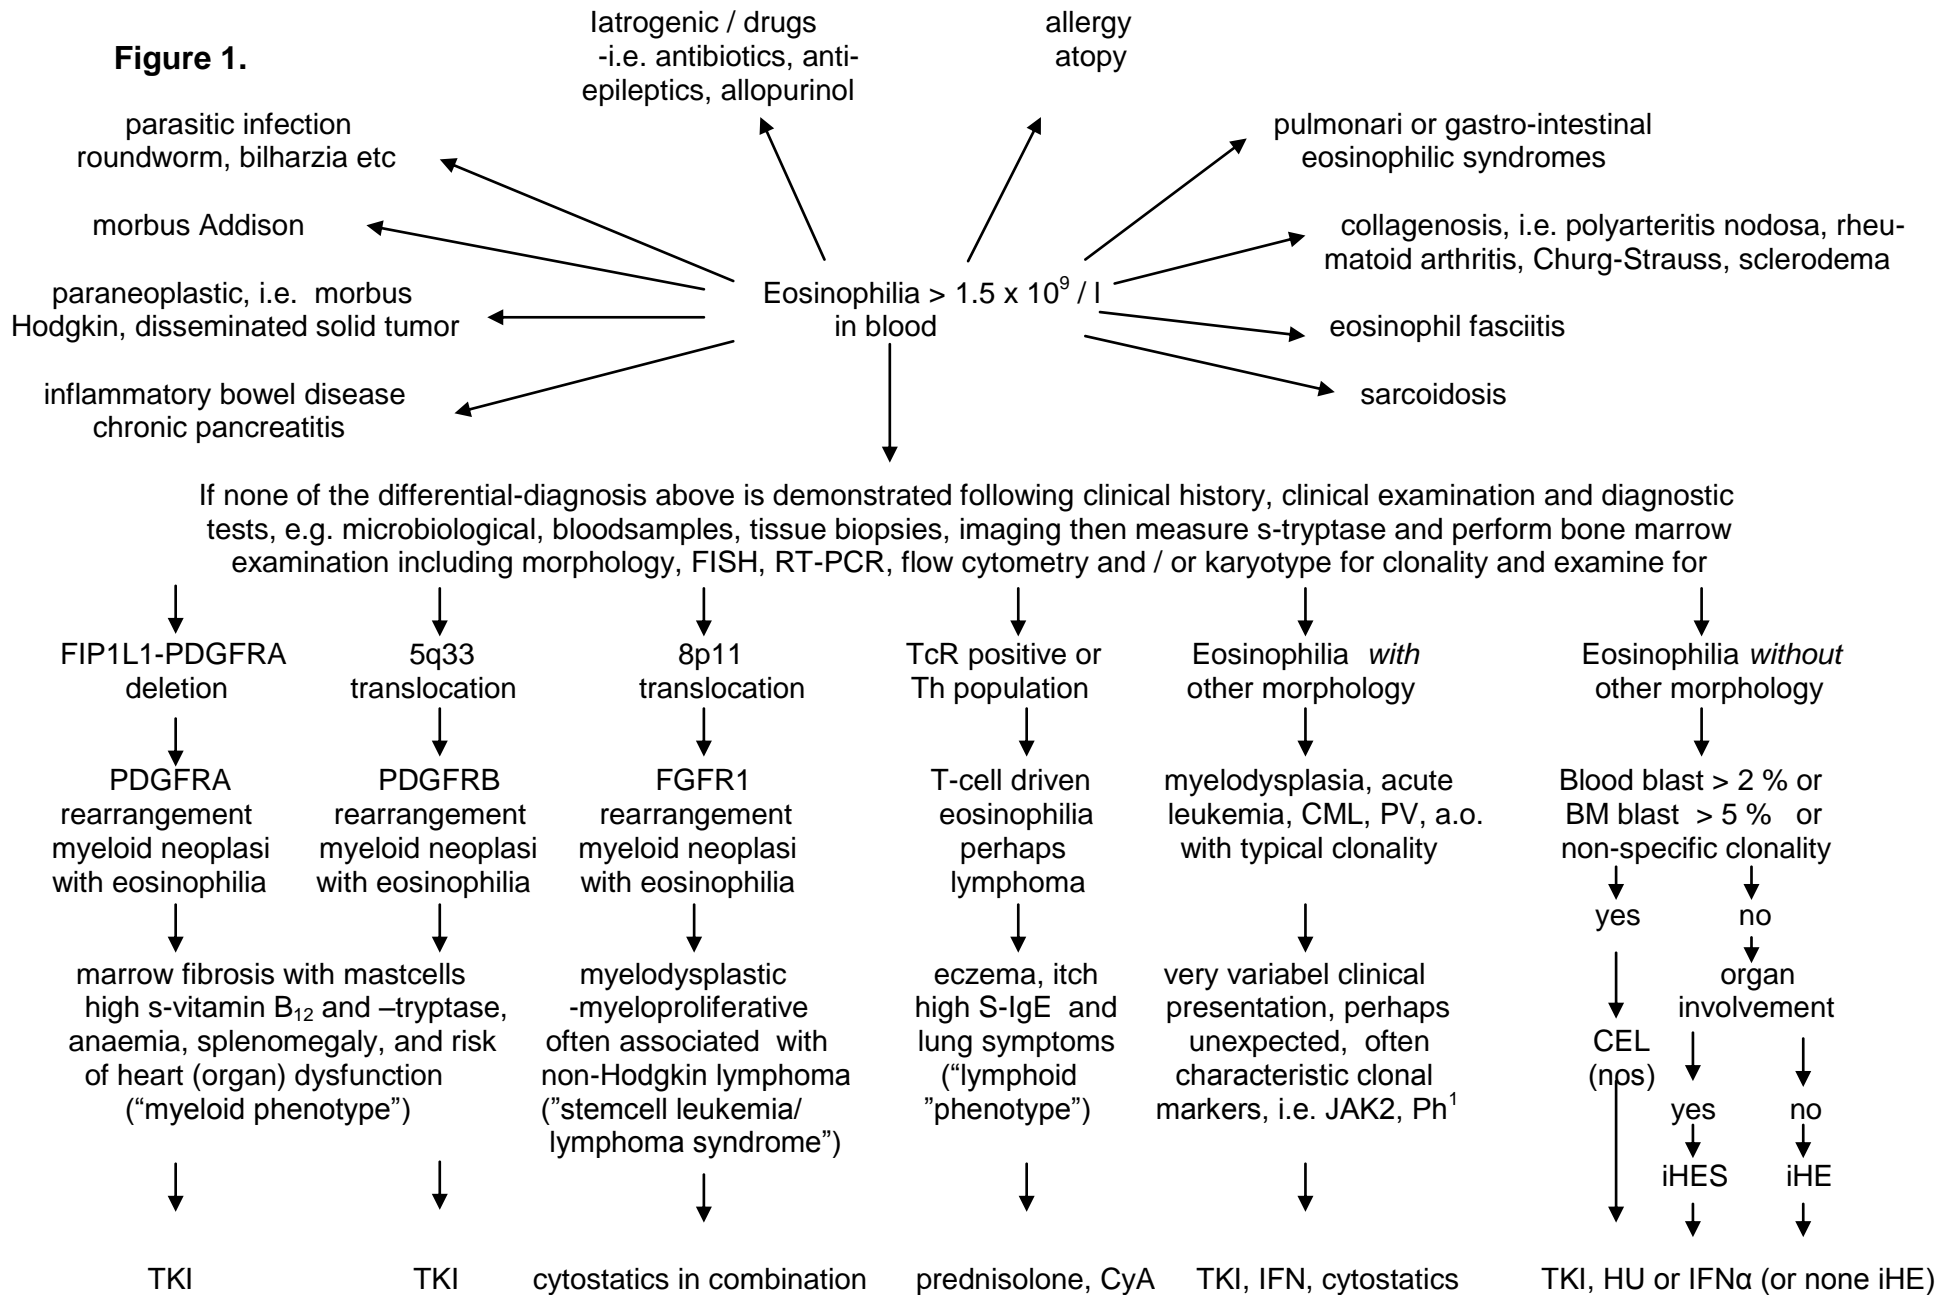 Figure 1.
Iatrogenic / drugs
-i.e. antibiotics, anti-
epileptics, allopurinol
allergy
atopy
parasitic infection
roundworm, bilharzia etc
pulmonari or gastro-intestinal
eosinophilic syndromes
morbus Addison
collagenosis, i.e. polyarteritis nodosa, rheu-
matoid arthritis, Churg-Strauss, sclerodema
paraneoplastic, i.e. morbus
Hodgkin, disseminated solid tumor
Eosinophilia > 1.5 x 10⁹ / l
in blood
eosinophil fasciitis
inflammatory bowel disease
chronic pancreatitis
sarcoidosis
If none of the differential-diagnosis above is demonstrated following clinical history, clinical examination and diagnostic
tests, e.g. microbiological, bloodsamples, tissue biopsies, imaging then measure s-tryptase and perform bone marrow
examination including morphology, FISH, RT-PCR, flow cytometry and / or karyotype for clonality and examine for
FIP1L1-PDGFRA
deletion
5q33
translocation
8p11
translocation
TcR positive or
Th population
Eosinophilia with
other morphology
Eosinophilia without
other morphology
PDGFRA
rearrangement
myeloid neoplasi
with eosinophilia
PDGFRB
rearrangement
myeloid neoplasi
with eosinophilia
FGFR1
rearrangement
myeloid neoplasi
with eosinophilia
T-cell driven
eosinophilia
perhaps
lymphoma
myelodysplasia, acute
leukemia, CML, PV, a.o.
with typical clonality
Blood blast > 2 % or
BM blast > 5 % or
non-specific clonality
yes
no
marrow fibrosis with mastcells
high s-vitamin B₁₂ and –tryptase,
anaemia, splenomegaly, and risk
of heart (organ) dysfunction
(“myeloid phenotype”)
myelodysplastic
-myeloproliferative
often associated with
non-Hodgkin lymphoma
(”stemcell leukemia/
lymphoma syndrome”)
eczema, itch
high S-IgE and
lung symptoms
(“lymphoid
”phenotype”)
very variabel clinical
presentation, perhaps
unexpected, often
characteristic clonal
markers, i.e. JAK2, Ph¹
organ
involvement
CEL
(nos)
yes
no
iHES
iHE
TKI
TKI
cytostatics in combination
prednisolone, CyA
TKI, IFN, cytostatics
TKI, HU or IFNα (or none iHE)